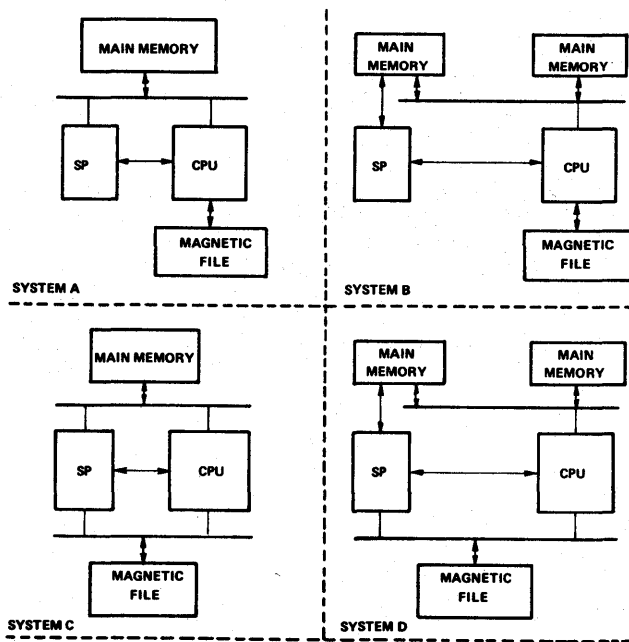 MAIN MEMORY
SP
CPU
MAGNETIC
FILE
SYSTEM A
MAIN
MEMORY
MAIN
MEMORY
SP
CPU
MAGNETIC
FILE
SYSTEM B
MAIN MEMORY
SP
CPU
MAGNETIC
FILE
SYSTEM C
MAIN
MEMORY
MAIN
MEMORY
SP
CPU
MAGNETIC
FILE
SYSTEM D